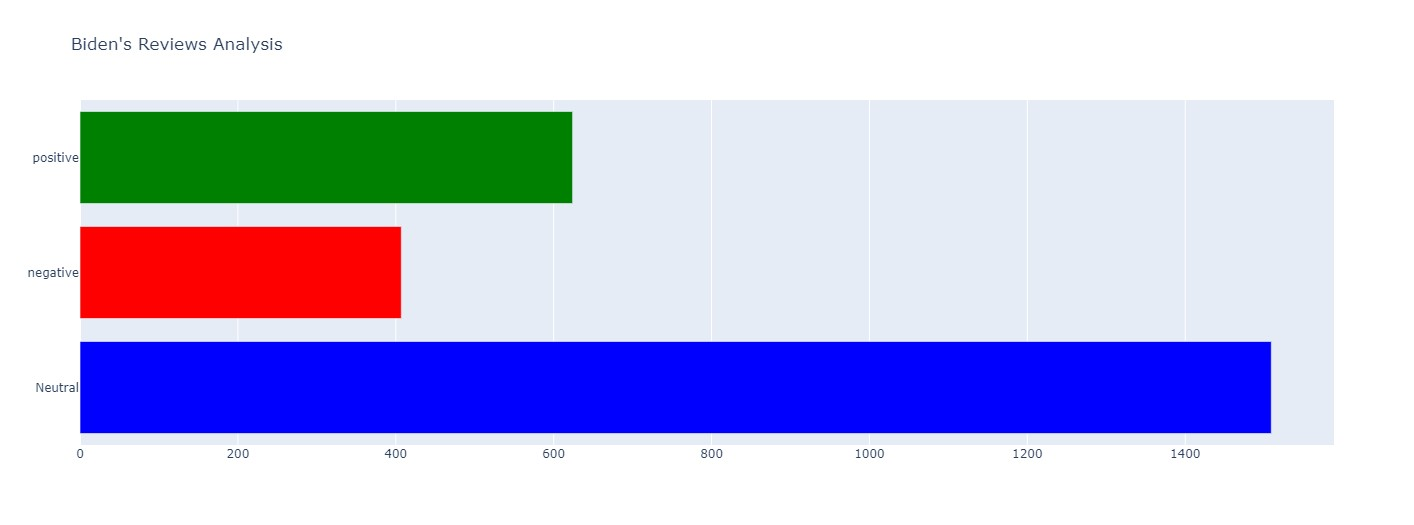 Biden's Reviews Analysis
positive
negative
Neutral
0 200 400 600 800 1000 1200 1400